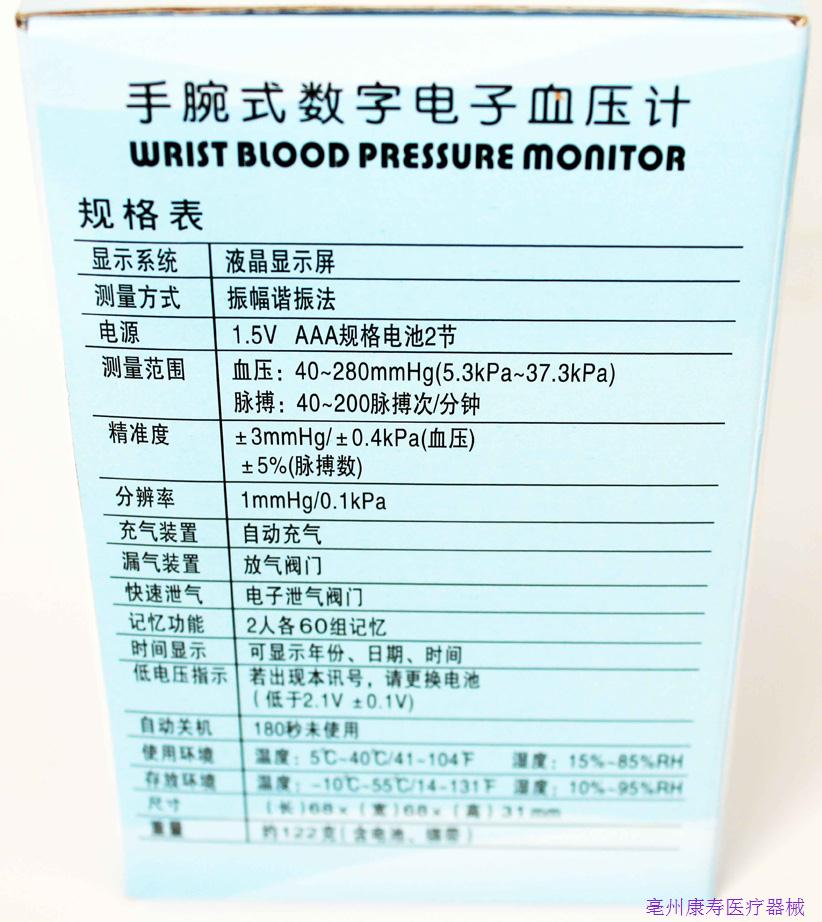 手腕式数字电子血压计
WRIST BLOOD PRESSURE MONITOR
规格表
显示系统 液晶显示屏
测量方式 振幅谐振法
电源 1.5V AAA规格电池2节
测量范围 血压：40~280mmHg(5.3kPa~37.3kPa)
脉搏：40~200脉搏次/分钟
精准度 ±3mmHg/±0.4kPa(血压)
±5%(脉搏数)
分辨率 1mmHg/0.1kPa
充气装置 自动充气
漏气装置 放气阀门
快速泄气 电子泄气阀门
记忆功能 2人各60组记忆
时间显示 可显示年份、日期、时间
低电压指示 若出现本讯号，请更换电池
(低于2.1V ±0.1V)
自动关机 180秒未使用
使用环境 温度：5℃~40℃/41~104℉ 湿度：15%~85%RH
存放环境 温度：-10℃~55℃/14~131℉ 湿度：10%~95%RH
尺寸 (长)68×(宽)68×(高)31mm
重量 约122克(含电池、绷带)
亳州康寿医疗器械